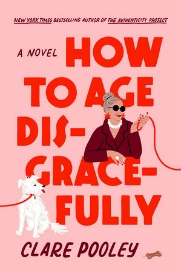 NEW YORK TIMES BESTSELLING AUTHOR OF THE AUTHENTICITY PROJECT
A NOVEL
HOW
TO AGE
DIS-
GRACE-
FULLY
CLARE POOLEY